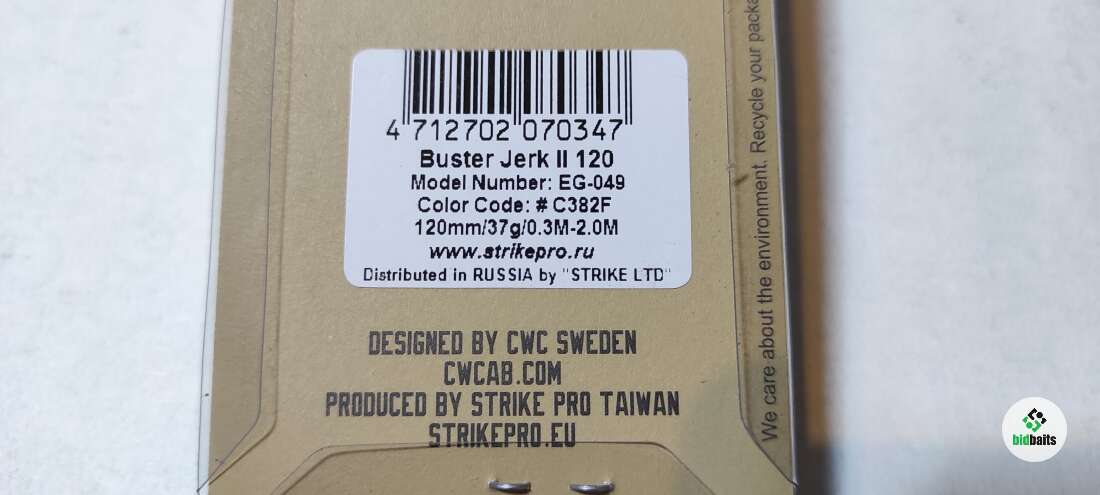 4 712702 070347
Buster Jerk II 120
Model Number: EG-049
Color Code: # C382F
120mm/37g/0.3M-2.0M
www.strikepro.ru
Distributed in RUSSIA by "STRIKE LTD"
DESIGNED BY CWC SWEDEN
CWCAB.COM
PRODUCED BY STRIKE PRO TAIWAN
STRIKEPRO.EU
We care about the environment. Recycle your
bidbaits